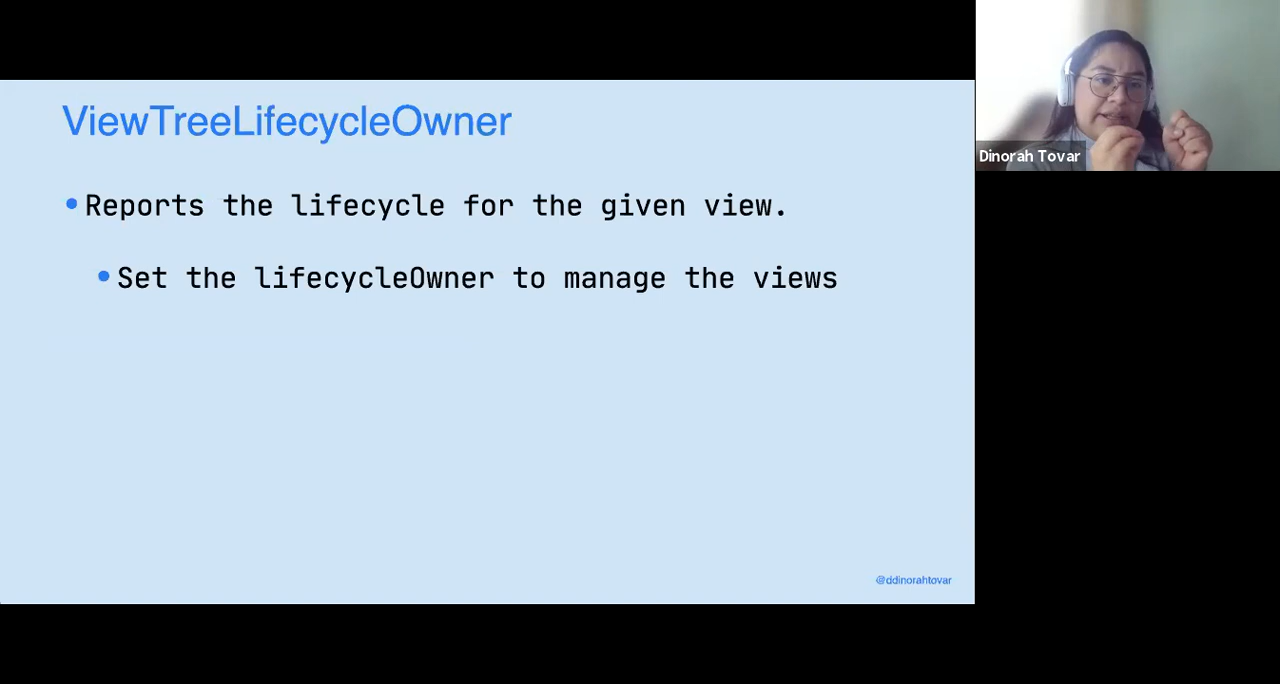 ViewTreeLifecycleOwner
• Reports the lifecycle for the given view.
• Set the lifecycleOwner to manage the views
@ddinorahtovar
Dinorah Tovar